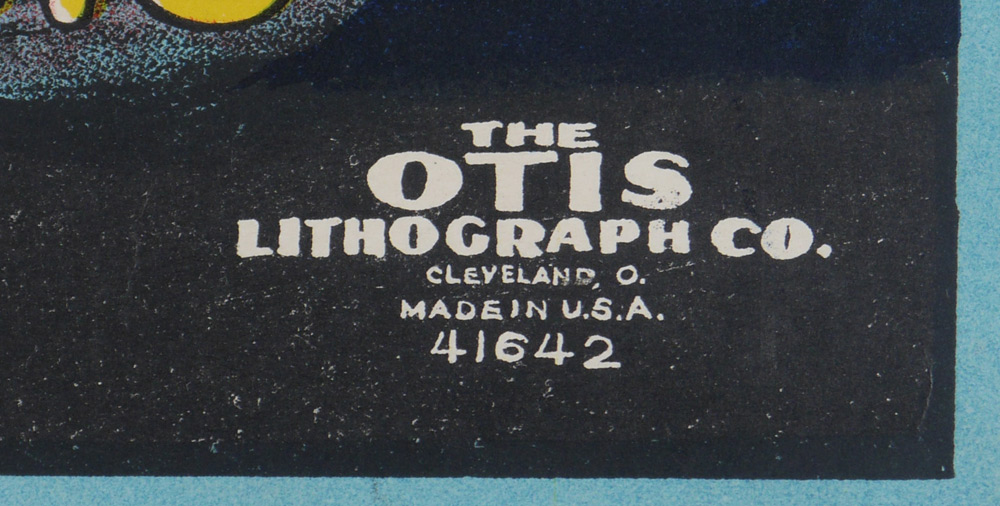 THE
OTIS
LITHOGRAPH CO.
CLEVELAND, O.
MADE IN U.S.A.
41642